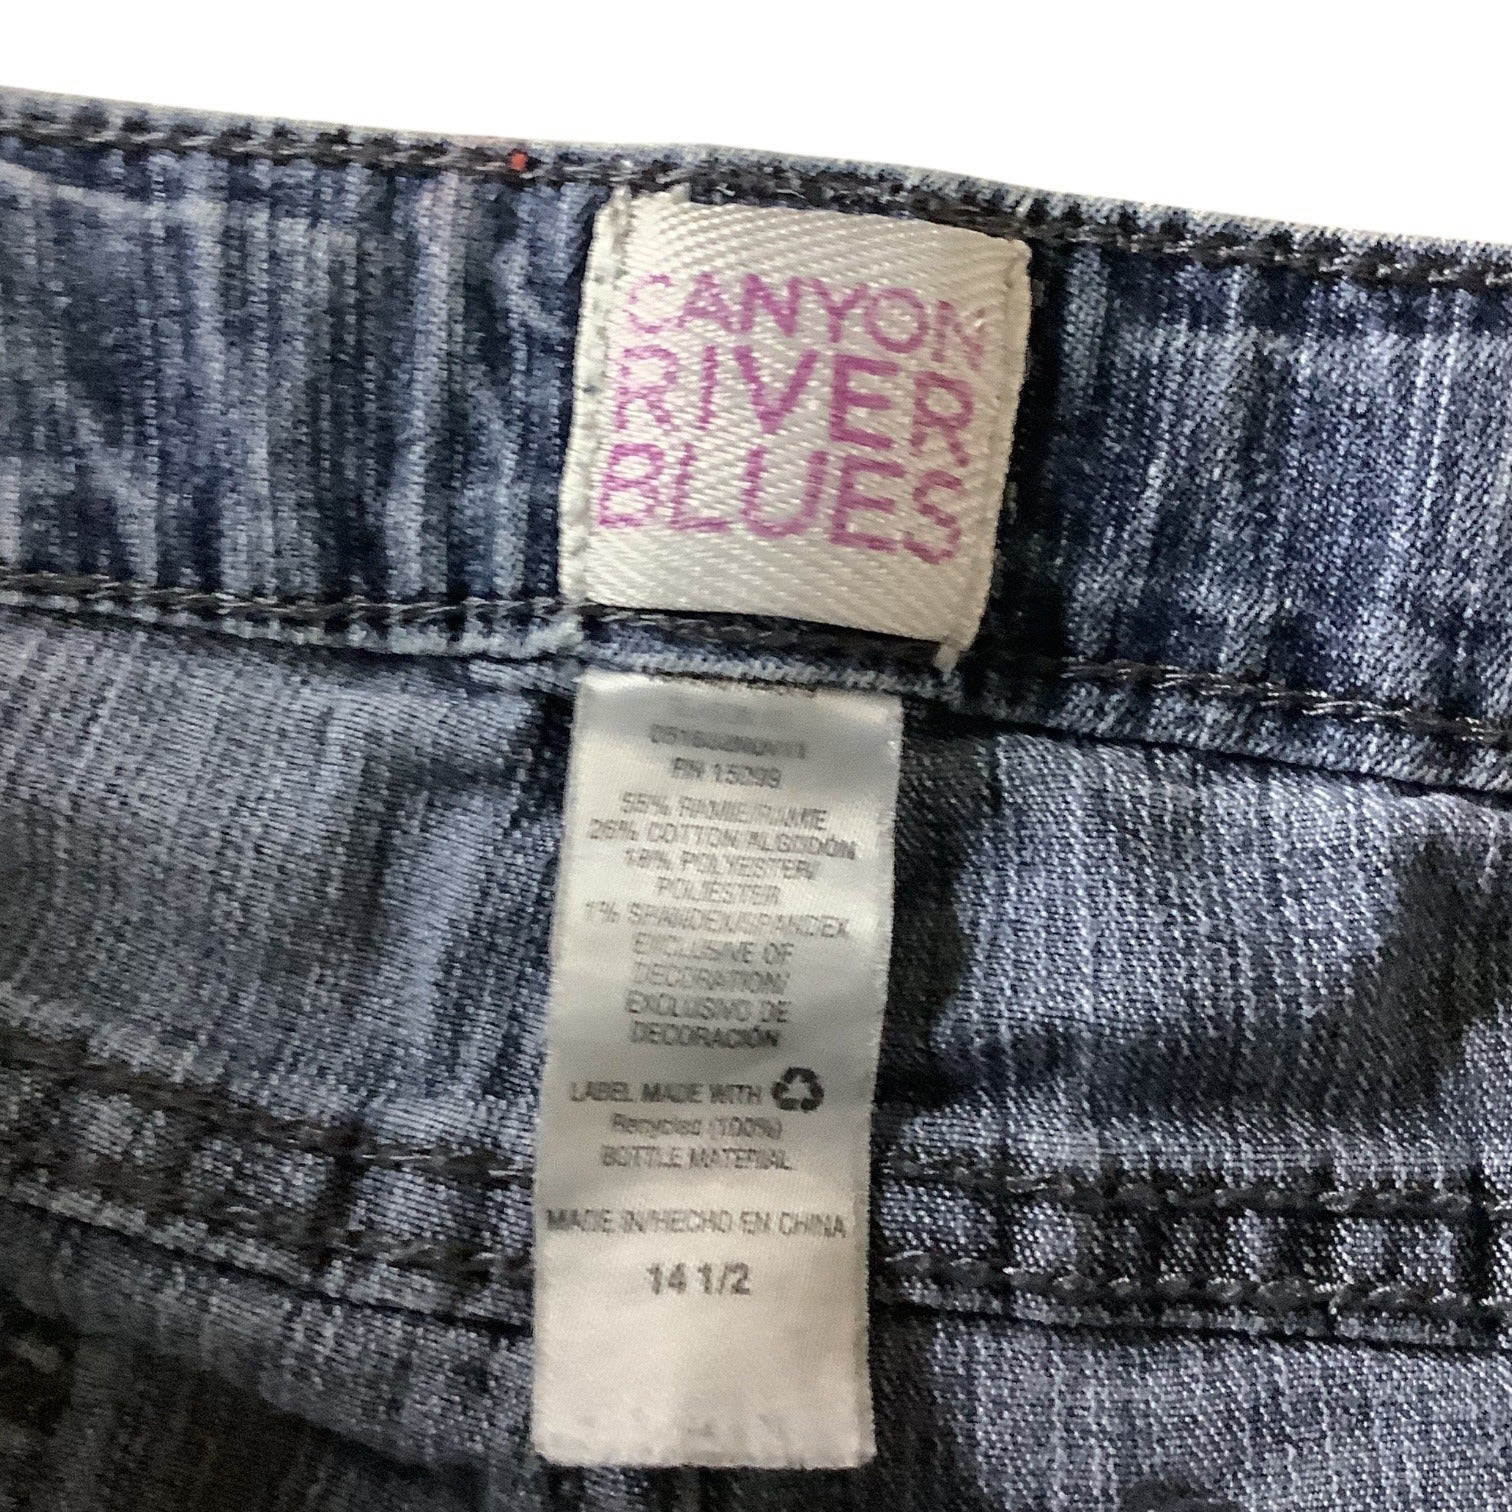 CANYON
RIVER
BLUES
RN 15099
55% RAMIE/RAMIE
26% COTTON/ALGODÓN
18% POLYESTER/
POLIESTER
1% SPANDEX/SPANDEX
EXCLUSIVE OF
DECORATION/
EXCLUSIVO DE
DECORACIÓN
LABEL MADE WITH
Recycled (100%)
BOTTLE MATERIAL
MADE IN/HECHO EN CHINA
14 1/2